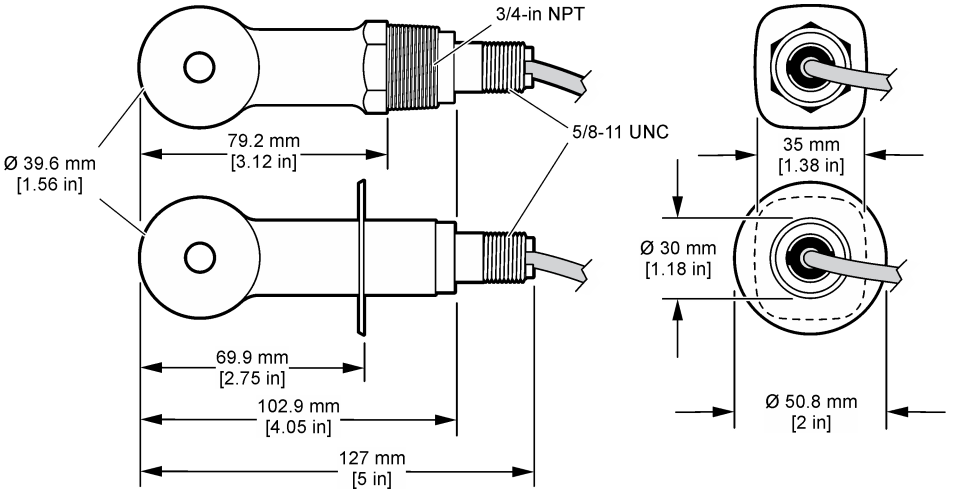 3/4-in NPT
5/8-11 UNC
79.2 mm
[3.12 in]
35 mm
[1.38 in]
Ø 39.6 mm
[1.56 in]
Ø 30 mm
[1.18 in]
69.9 mm
[2.75 in]
102.9 mm
[4.05 in]
Ø 50.8 mm
[2 in]
127 mm
[5 in]